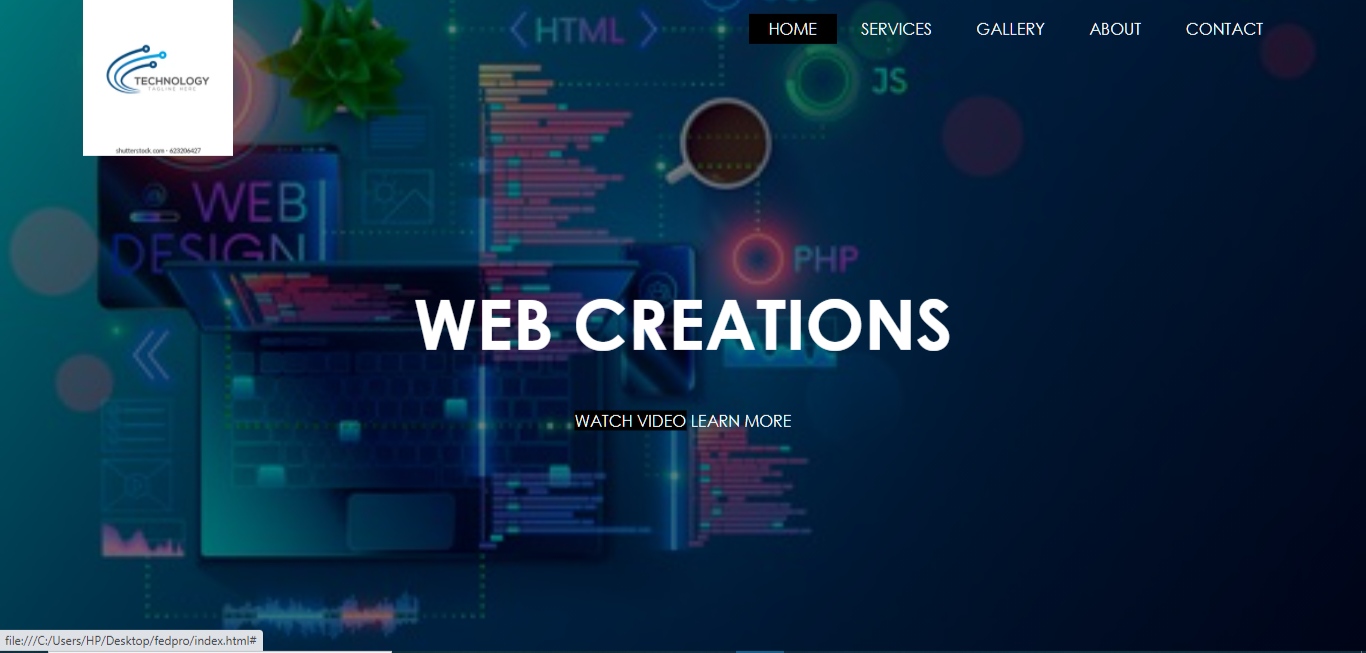 HOME SERVICES GALLERY ABOUT CONTACT
< HTML >
TECHNOLOGY
TAGLINE HERE
shutterstock.com · 623206427
JS
WEB
DESIGN
PHP
WEB CREATIONS
WATCH VIDEO LEARN MORE
file:///C:/Users/HP/Desktop/fedpro/index.html#